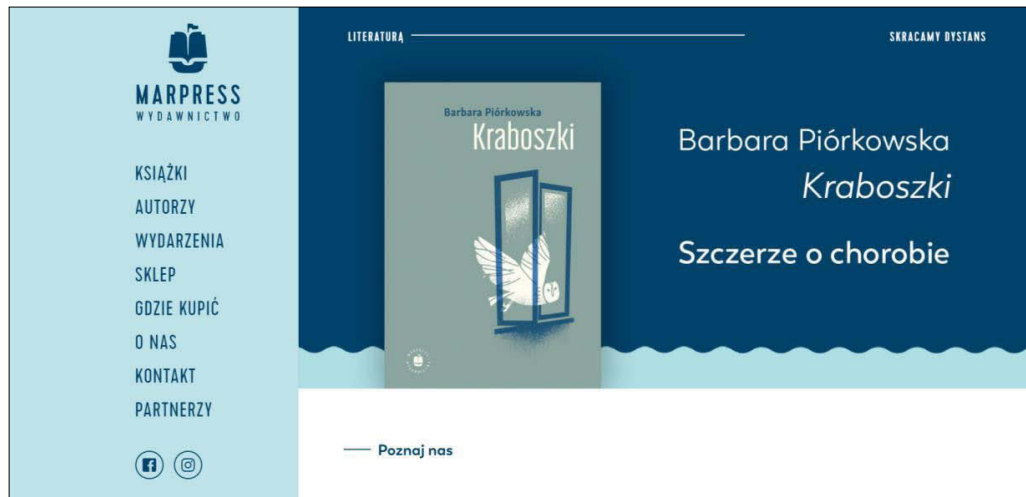 MARPRESS
WYDAWNICTWO
KSIĄŻKI
AUTORZY
WYDARZENIA
SKLEP
GDZIE KUPIĆ
O NAS
KONTAKT
PARTNERZY
LITERATURĄ
SKRACAMY DYSTANS
Barbara Piórkowska
Kraboszki
Barbara Piórkowska
Kraboszki
Szczerze o chorobie
Poznaj nas